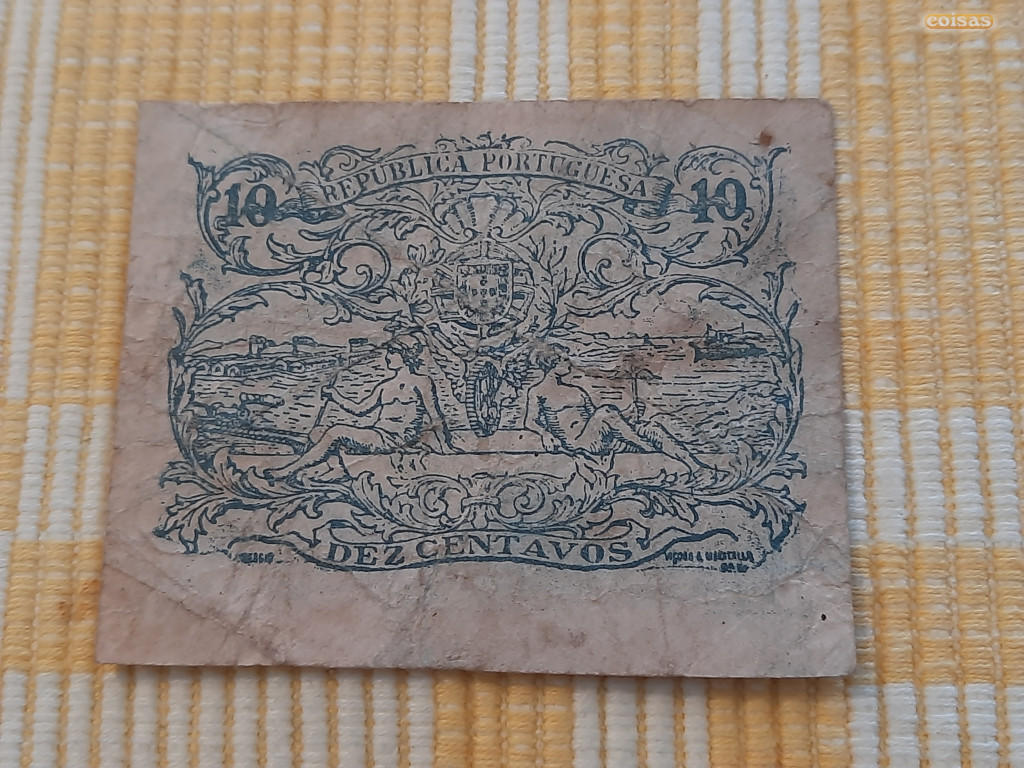 coisas
REPUBLICA PORTUGUESA
10 10
DEZ CENTAVOS